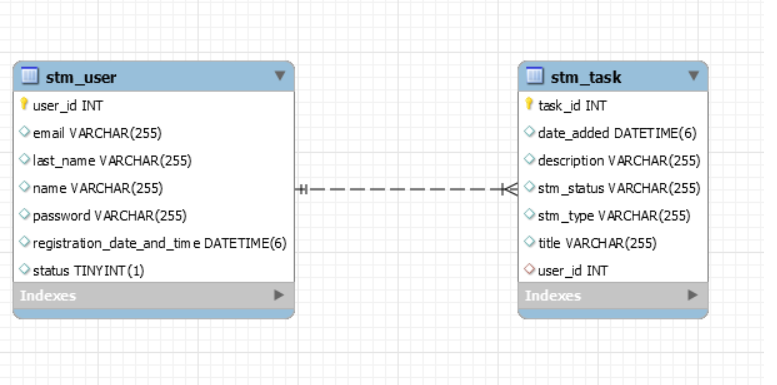 stm_user
user_id INT
email VARCHAR(255)
last_name VARCHAR(255)
name VARCHAR(255)
password VARCHAR(255)
registration_date_and_time DATETIME(6)
status TINYINT(1)
Indexes
stm_task
task_id INT
date_added DATETIME(6)
description VARCHAR(255)
stm_status VARCHAR(255)
stm_type VARCHAR(255)
title VARCHAR(255)
user_id INT
Indexes